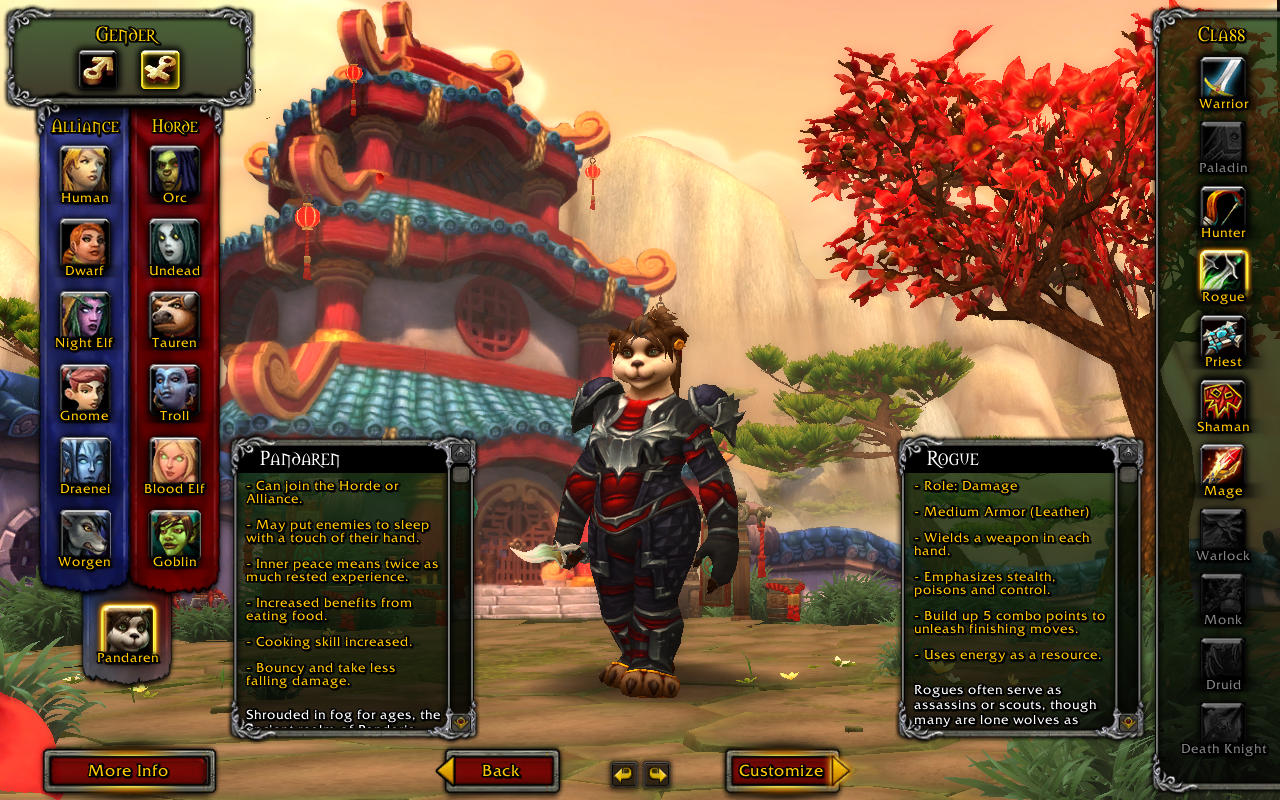 Gender
Alliance
Horde
Human
Orc
Dwarf
Undead
Night Elf
Tauren
Gnome
Troll
Draenei
Blood Elf
Worgen
Goblin
Pandaren
Pandaren
- Can join the Horde or
Alliance.
- May put enemies to sleep
with a touch of their hand.
- Inner peace means twice as
much rested experience.
- Increased benefits from
eating food.
- Cooking skill increased.
- Bouncy and take less
falling damage.
Shrouded in fog for ages, the
Rogue
- Role: Damage
- Medium Armor (Leather)
- Wields a weapon in each
hand.
- Emphasizes stealth,
poisons and control.
- Build up 5 combo points to
unleash finishing moves.
- Uses energy as a resource.
Rogues often serve as
assassins or scouts, though
many are lone wolves as
Class
Warrior
Paladin
Hunter
Rogue
Priest
Shaman
Mage
Warlock
Monk
Druid
Death Knight
More Info
Back
Customize